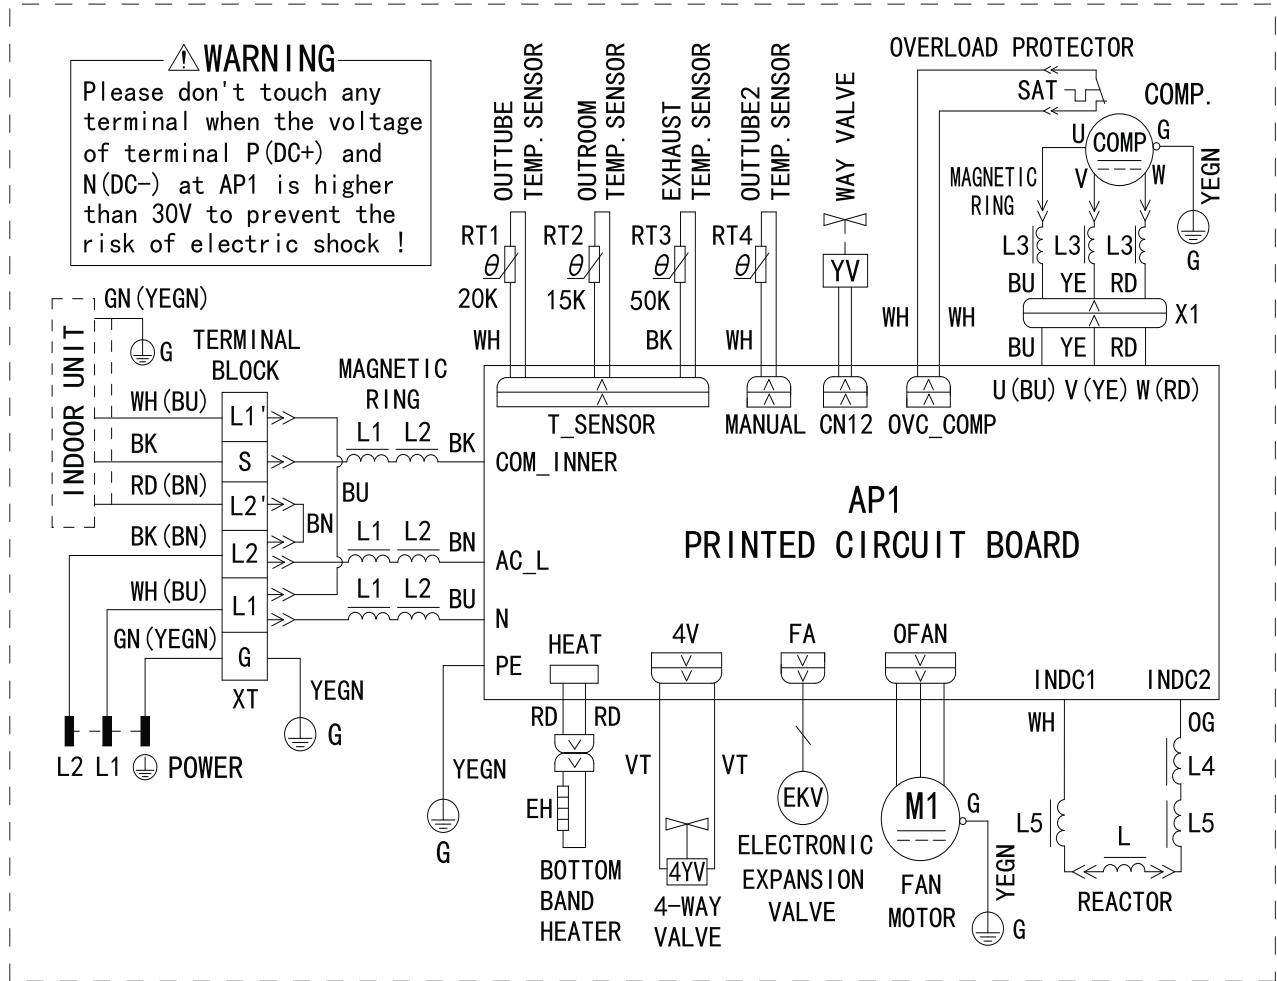 WARNING
Please don't touch any
terminal when the voltage
of terminal P(DC+) and
N(DC-) at AP1 is higher
than 30V to prevent the
risk of electric shock !
OUTTUBE
TEMP. SENSOR
OUTROOM
TEMP. SENSOR
EXHAUST
TEMP. SENSOR
OUTTUBE2
TEMP. SENSOR
WAY VALVE
OVERLOAD PROTECTOR
SAT
COMP.
U
COMP
G
V
W
YEGN
G
MAGNETIC
RING
L3
L3
L3
BU
YE
RD
X1
BU
YE
RD
U(BU) V(YE) W(RD)
RT1
θ
20K
RT2
θ
15K
RT3
θ
50K
RT4
θ
YV
WH
BK
WH
WH
WH
T_SENSOR
MANUAL
CN12
OVC_COMP
INDOOR UNIT
GN(YEGN)
G
TERMINAL
BLOCK
MAGNETIC
RING
WH(BU)
L1'
BK
S
L1
L2
BK
COM_INNER
RD(BN)
L2'
BU
BN
BK(BN)
L2
L1
L2
BN
AC_L
WH(BU)
L1
L1
L2
BU
N
GN(YEGN)
G
XT
YEGN
G
PE
YEGN
G
L2 L1
POWER
AP1
PRINTED CIRCUIT BOARD
HEAT
4V
FA
OFAN
INDC1
INDC2
RD
RD
EH
BOTTOM
BAND
HEATER
VT
VT
4YV
4-WAY
VALVE
EKV
ELECTRONIC
EXPANSION
VALVE
M1
G
YEGN
G
FAN
MOTOR
WH
OG
L4
L5
L5
L
REACTOR